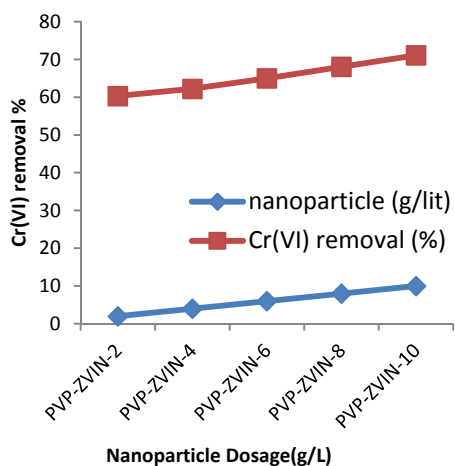 Cr(VI) removal %
80
70
60
50
40
30
20
10
0
nanoparticle (g/lit)
Cr(VI) removal (%)
PVP-ZVIN-2
PVP-ZVIN-4
PVP-ZVIN-6
PVP-ZVIN-8
PVP-ZVIN-10
Nanoparticle Dosage(g/L)